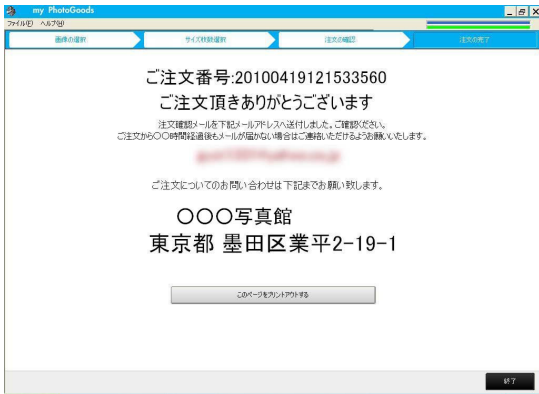 my PhotoGoods
ファイル(F) ヘルプ(H)
画像の選択
サイズ枚数選択
注文の確認
注文の完了
ご注文番号:20100419121533560
ご注文頂きありがとうございます
注文確認メールを下記メールアドレスへ送付しました。ご確認ください。
ご注文から〇〇時間経過後もメールが届かない場合はご連絡いただけるようお願いいたします。
ご注文についてのお問い合わせは下記までお願い致します。
〇〇〇写真館
東京都 墨田区業平2-19-1
このページをプリントアウトする
終了